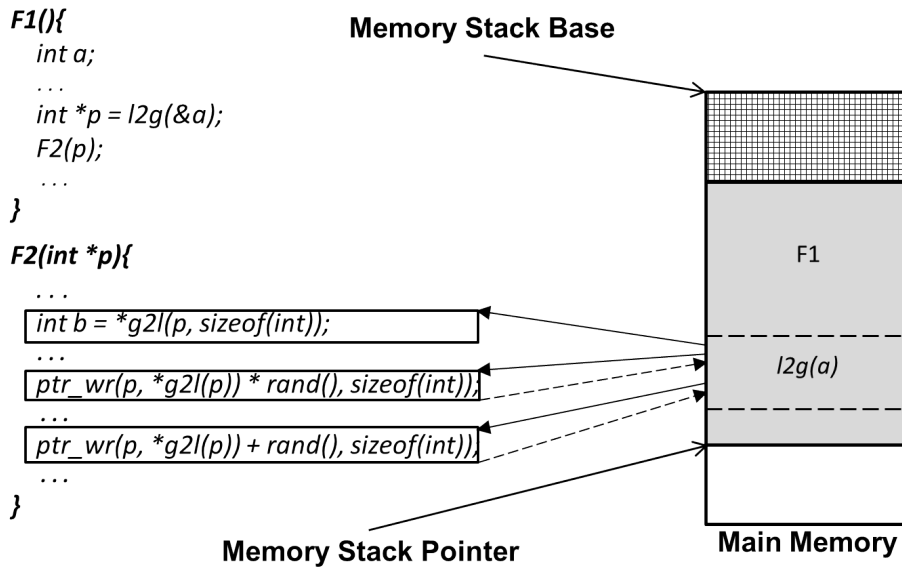 F1(){
int a;
...
int *p = l2g(&a);
F2(p);
...
}
F2(int *p){
...
int b = *g2l(p, sizeof(int));
...
ptr_wr(p, *g2l(p)) * rand(), sizeof(int));
...
ptr_wr(p, *g2l(p)) + rand(), sizeof(int));
...
}
Memory Stack Base
F1
l2g(a)
Memory Stack Pointer
Main Memory